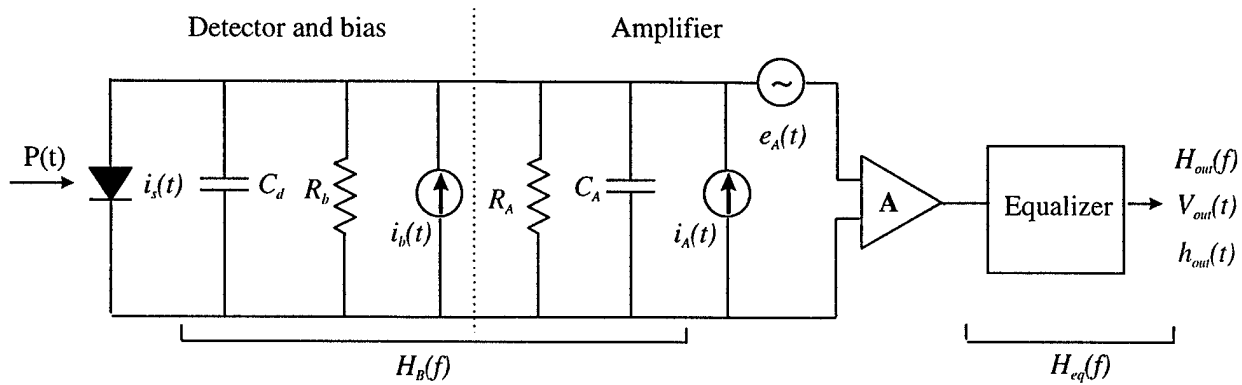 Detector and bias
Amplifier
P(t)
i_s(t)
C_d
R_b
i_b(t)
R_A
C_A
i_A(t)
e_A(t)
~
A
Equalizer
H_out(f)
V_out(t)
h_out(t)
H_B(f)
H_eq(f)